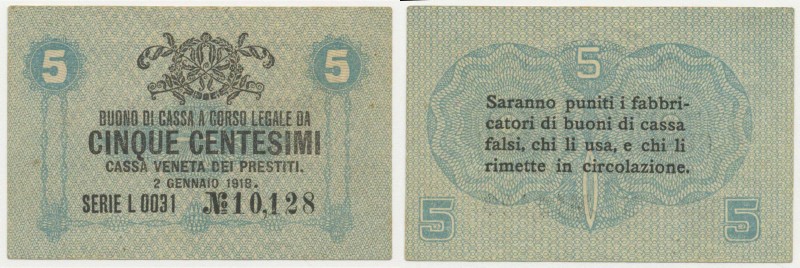 5 5
BUONO DI CASSA A CORSO LEGALE DA
CINQUE CENTESIMI
CASSA VENETA DEI PRESTITI.
2 GENNAIO 1918.
SERIE L 0031 № 10,128
5
Saranno puniti i fabbri-
catori di buoni di cassa
falsi, chi li usa, e chi li
rimette in circolazione.
5 5